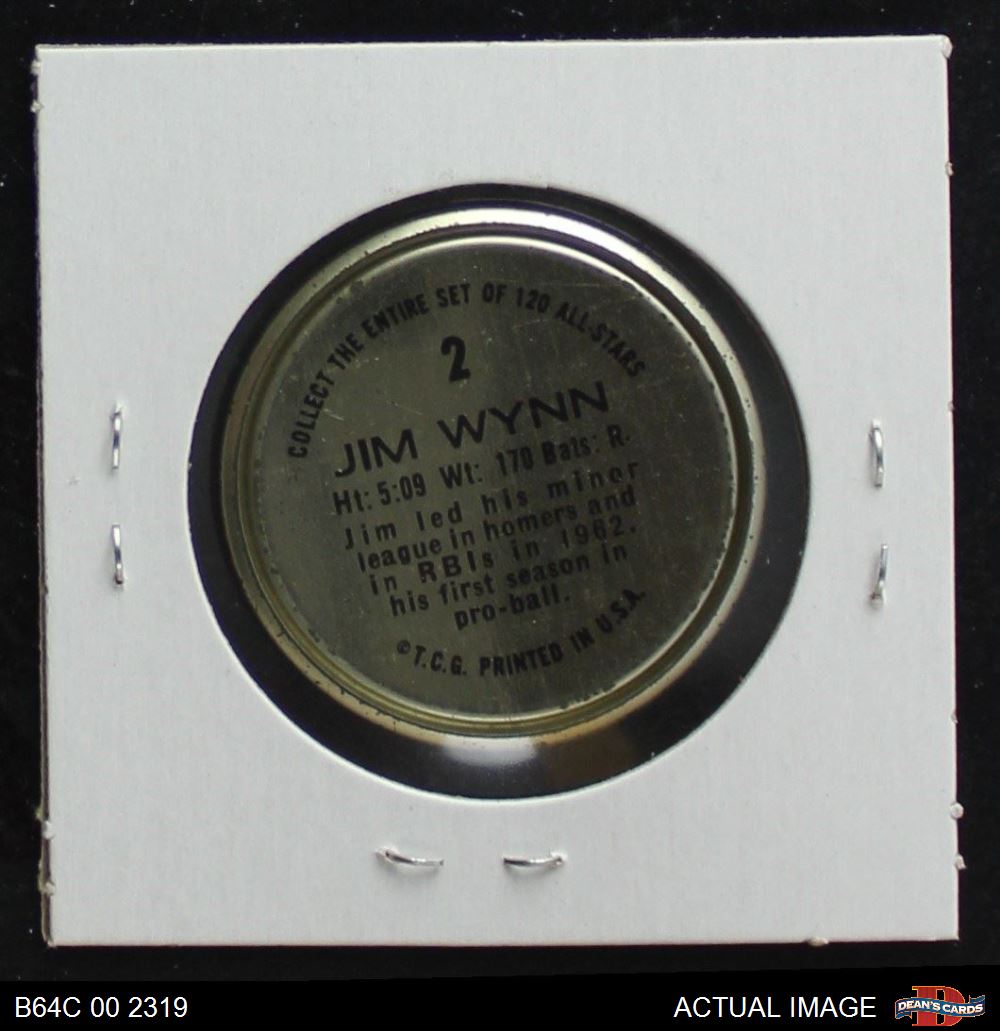 COLLECT THE ENTIRE SET OF 120 ALL-STARS
2
JIM WYNN
Ht: 5:09 Wt: 170 Bats: R.
Jim led his minor
league in homers and
in RBIs in 1962.
his first season in
pro-ball.
©T.C.G. PRINTED IN U.S.A.
B64C 00 2319
ACTUAL IMAGE
DEAN'S CARDS